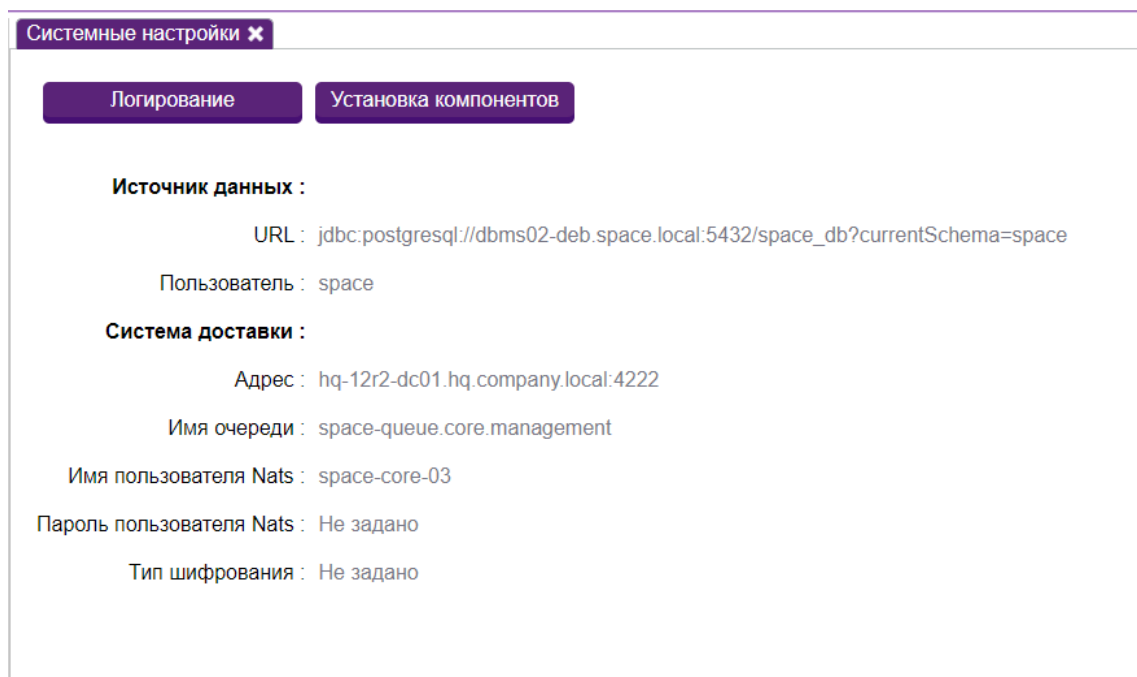 Системные настройки ✖
Логирование Установка компонентов
Источник данных :
URL : jdbc:postgresql://dbms02-deb.space.local:5432/space_db?currentSchema=space
Пользователь : space
Система доставки :
Адрес : hq-12r2-dc01.hq.company.local:4222
Имя очереди : space-queue.core.management
Имя пользователя Nats : space-core-03
Пароль пользователя Nats : Не задано
Тип шифрования : Не задано